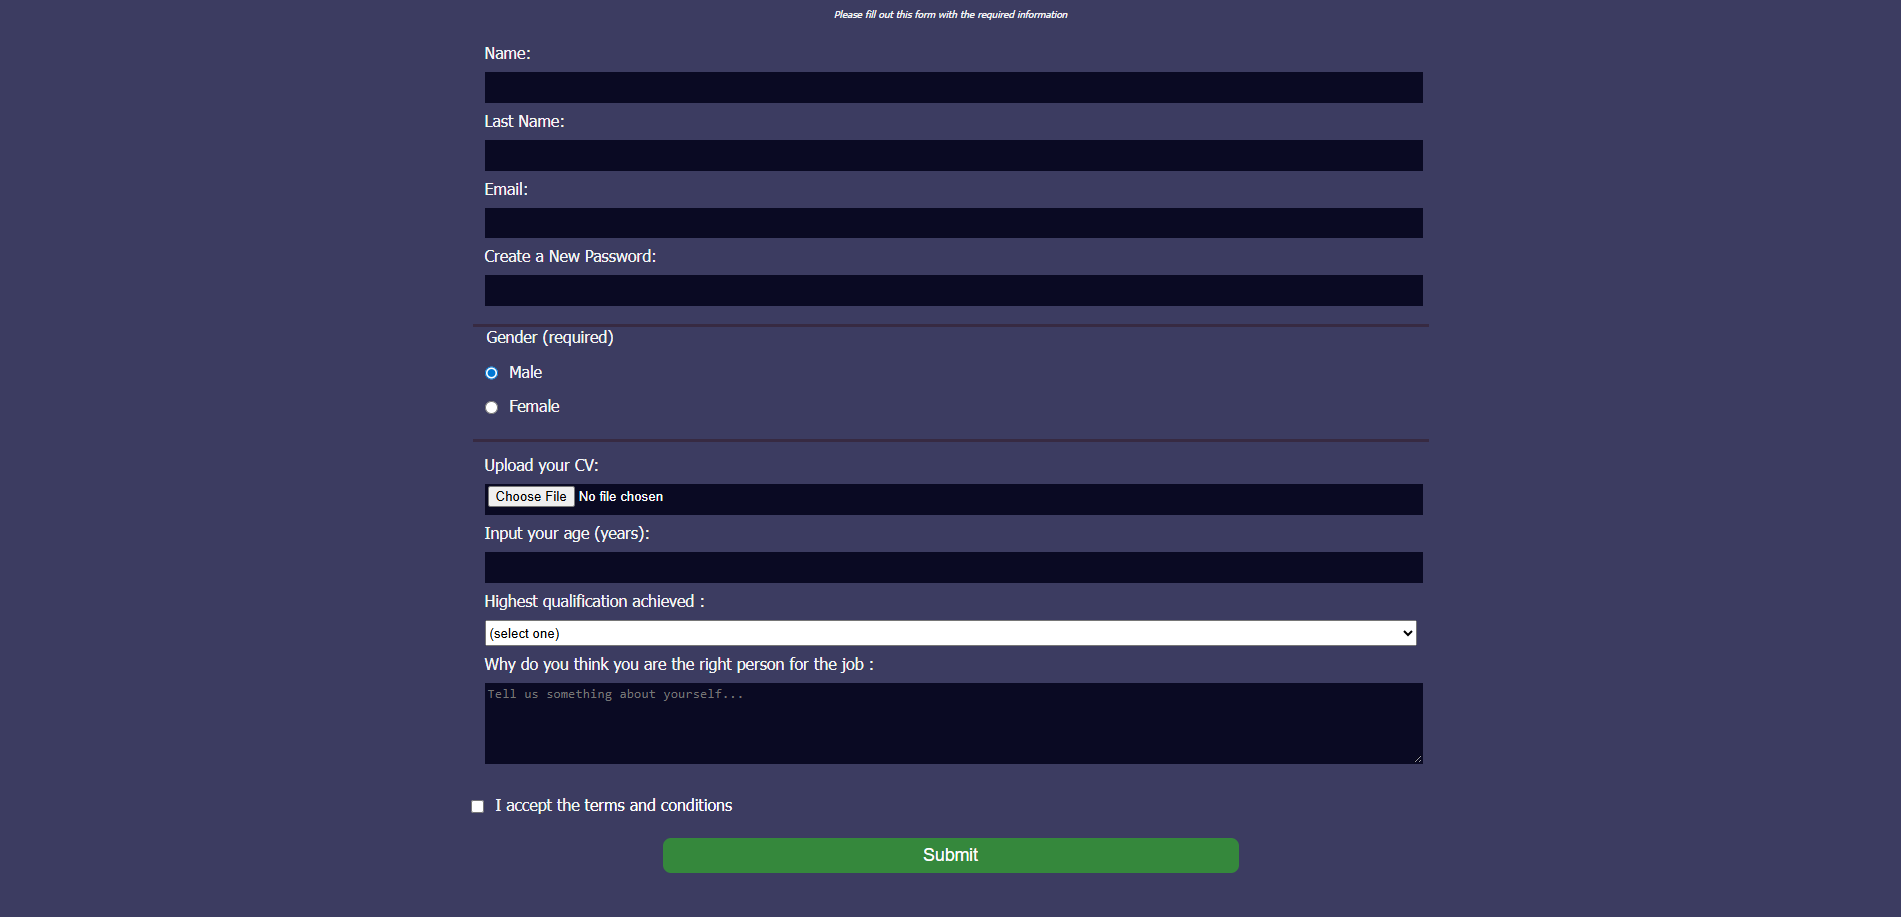 Please fill out this form with the required information
Name:
Last Name:
Email:
Create a New Password:
Gender (required)
Male
Female
Upload your CV:
Choose File No file chosen
Input your age (years):
Highest qualification achieved :
(select one)
Why do you think you are the right person for the job :
Tell us something about yourself...
I accept the terms and conditions
Submit